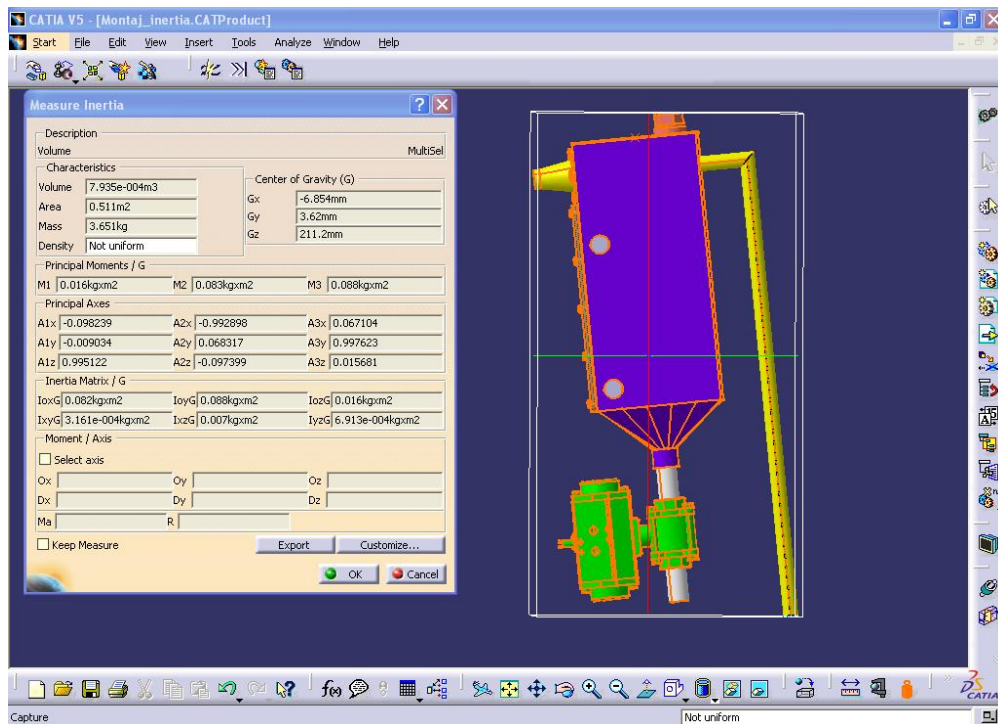 CATIA V5 - [Montaj_inertia.CATProduct]
Start File Edit View Insert Tools Analyze Window Help
Measure Inertia
Description
Volume MultiSel
Characteristics
Volume 7.935e-004m3
Area 0.511m2
Mass 3.651kg
Density Not uniform
Center of Gravity (G)
Gx -6.854mm
Gy 3.62mm
Gz 211.2mm
Principal Moments / G
M1 0.016kgxm2 M2 0.083kgxm2 M3 0.088kgxm2
Principal Axes
A1x -0.098239 A2x -0.992898 A3x 0.067104
A1y -0.009034 A2y 0.068317 A3y 0.997623
A1z 0.995122 A2z -0.097399 A3z 0.015681
Inertia Matrix / G
IoxG 0.082kgxm2 IoyG 0.088kgxm2 IozG 0.016kgxm2
IxyG 3.161e-004kgxm2 IxzG 0.007kgxm2 IyzG 6.913e-004kgxm2
Moment / Axis
Select axis
Ox Oy Oz
Dx Dy Dz
Ma R
Keep Measure Export Customize...
OK Cancel
f(x)
CATIA
Capture Not uniform